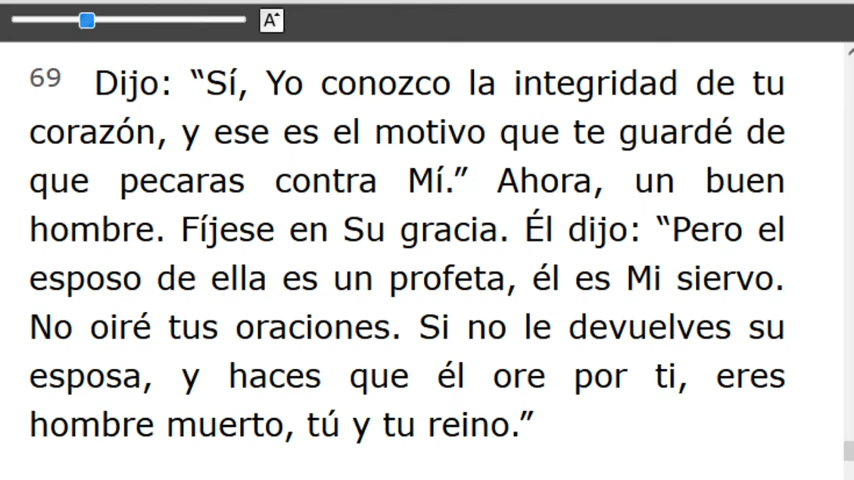 A
69 Dijo: “Sí, Yo conozco la integridad de tu
corazón, y ese es el motivo que te guardé de
que pecaras contra Mí.” Ahora, un buen
hombre. Fíjese en Su gracia. Él dijo: “Pero el
esposo de ella es un profeta, él es Mi siervo.
No oiré tus oraciones. Si no le devuelves su
esposa, y haces que él ore por ti, eres
hombre muerto, tú y tu reino.”